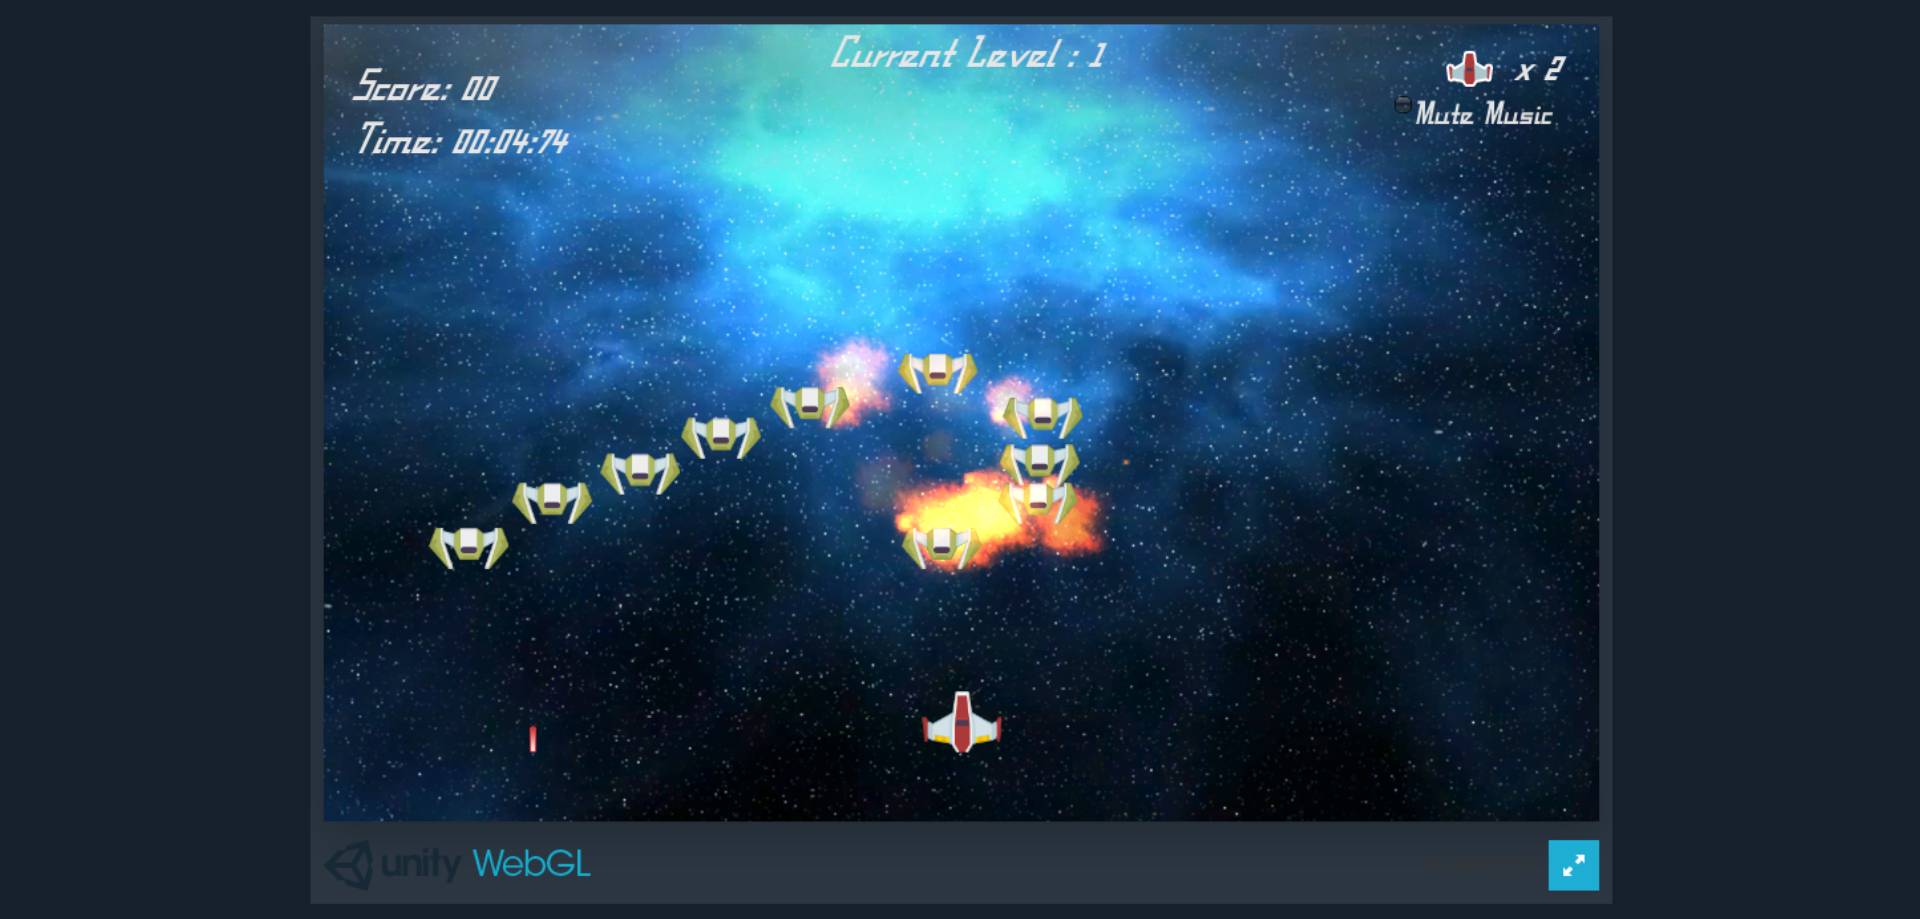 Current Level : 1
Score: 00
Time: 00:04:74
x 2
Mute Music
unity WebGL